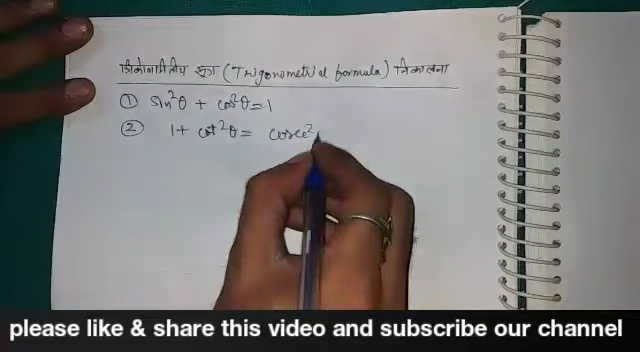 त्रिकोणमितीय सूत्र (Trigonometrical formula) निकालना
① sin²θ + cos²θ = 1
② 1 + cot²θ = cosec²
please like & share this video and subscribe our channel